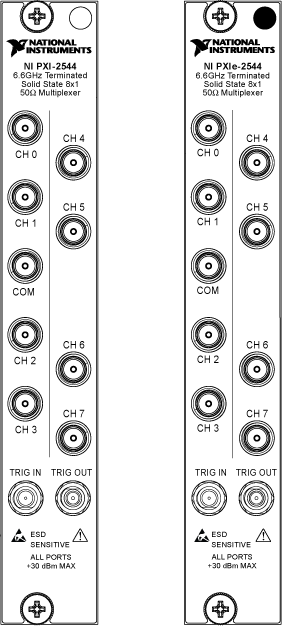 NATIONAL INSTRUMENTS
NI PXI-2544
6.6GHz Terminated
Solid State 8x1
50Ω Multiplexer
CH 0
CH 4
CH 1
CH 5
COM
CH 2
CH 6
CH 3
CH 7
TRIG IN
TRIG OUT
ESD
SENSITIVE
ALL PORTS
+30 dBm MAX
NATIONAL INSTRUMENTS
NI PXIe-2544
6.6GHz Terminated
Solid State 8x1
50Ω Multiplexer
CH 0
CH 4
CH 1
CH 5
COM
CH 2
CH 6
CH 3
CH 7
TRIG IN
TRIG OUT
ESD
SENSITIVE
ALL PORTS
+30 dBm MAX